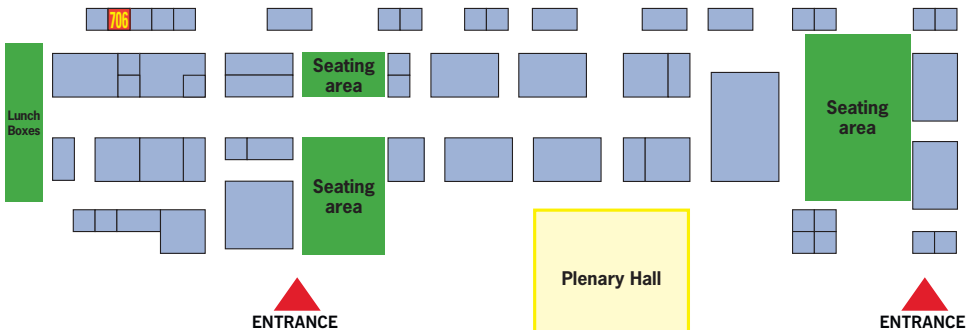 706
Seating
area
Lunch
Boxes
Seating
area
Seating
area
Plenary Hall
ENTRANCE
ENTRANCE